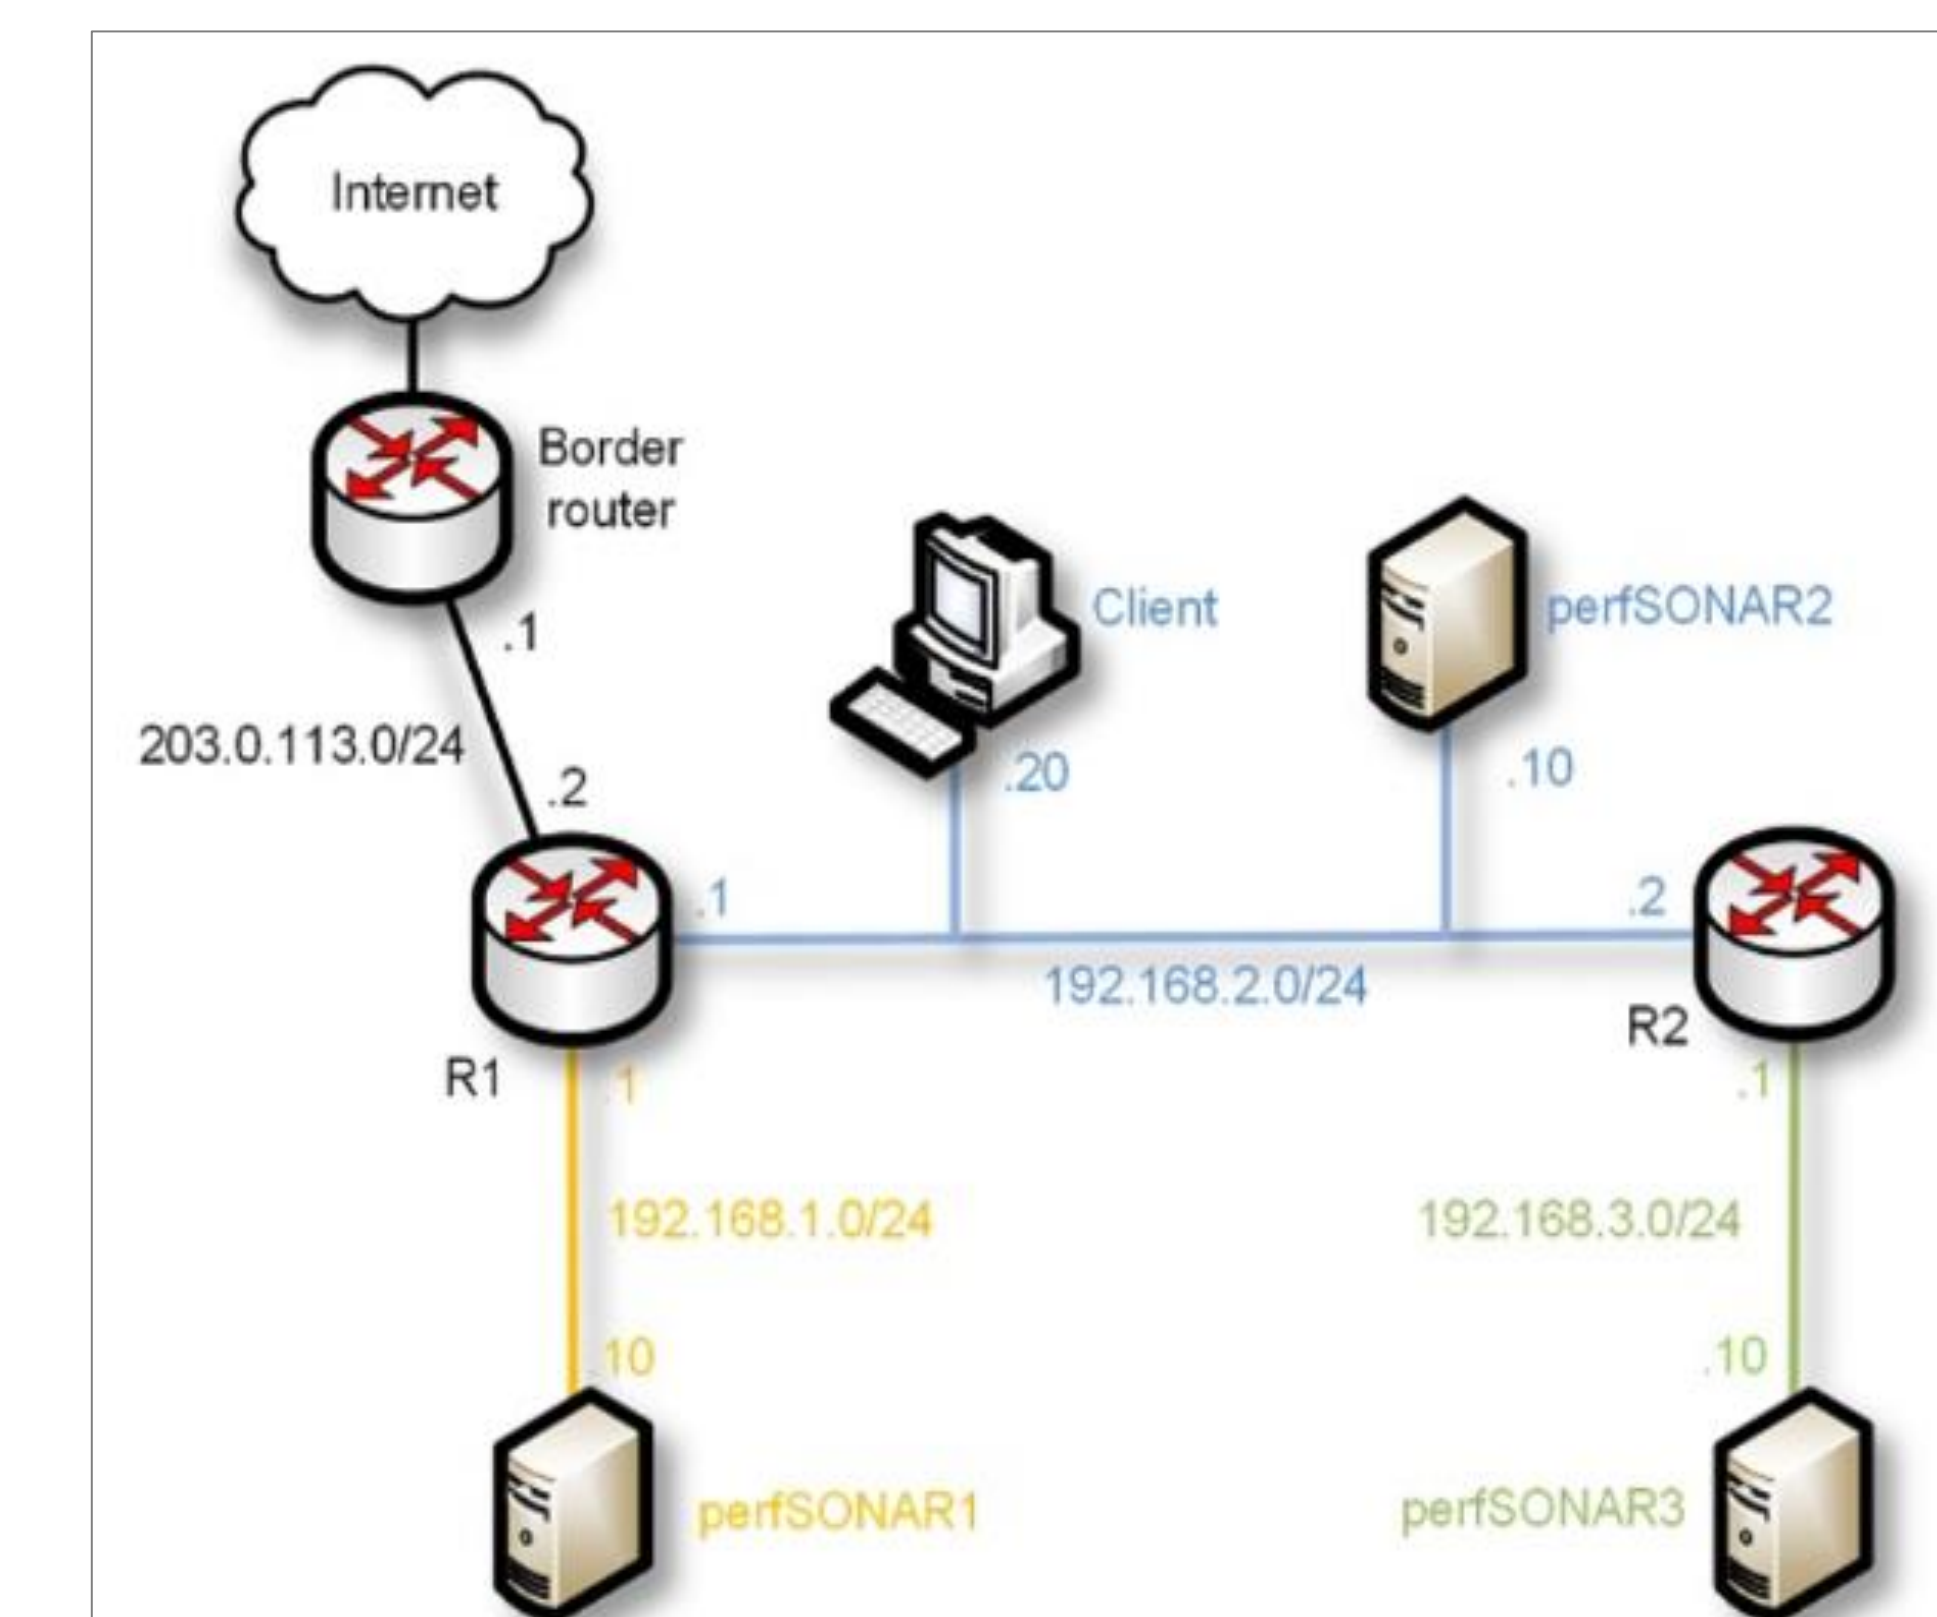 Internet
Border
router
.1
203.0.113.0/24
.2
Client
.20
perfSONAR2
.10
.1
.2
192.168.2.0/24
R1
R2
.1
.1
192.168.1.0/24
192.168.3.0/24
.10
.10
perfSONAR1
perfSONAR3